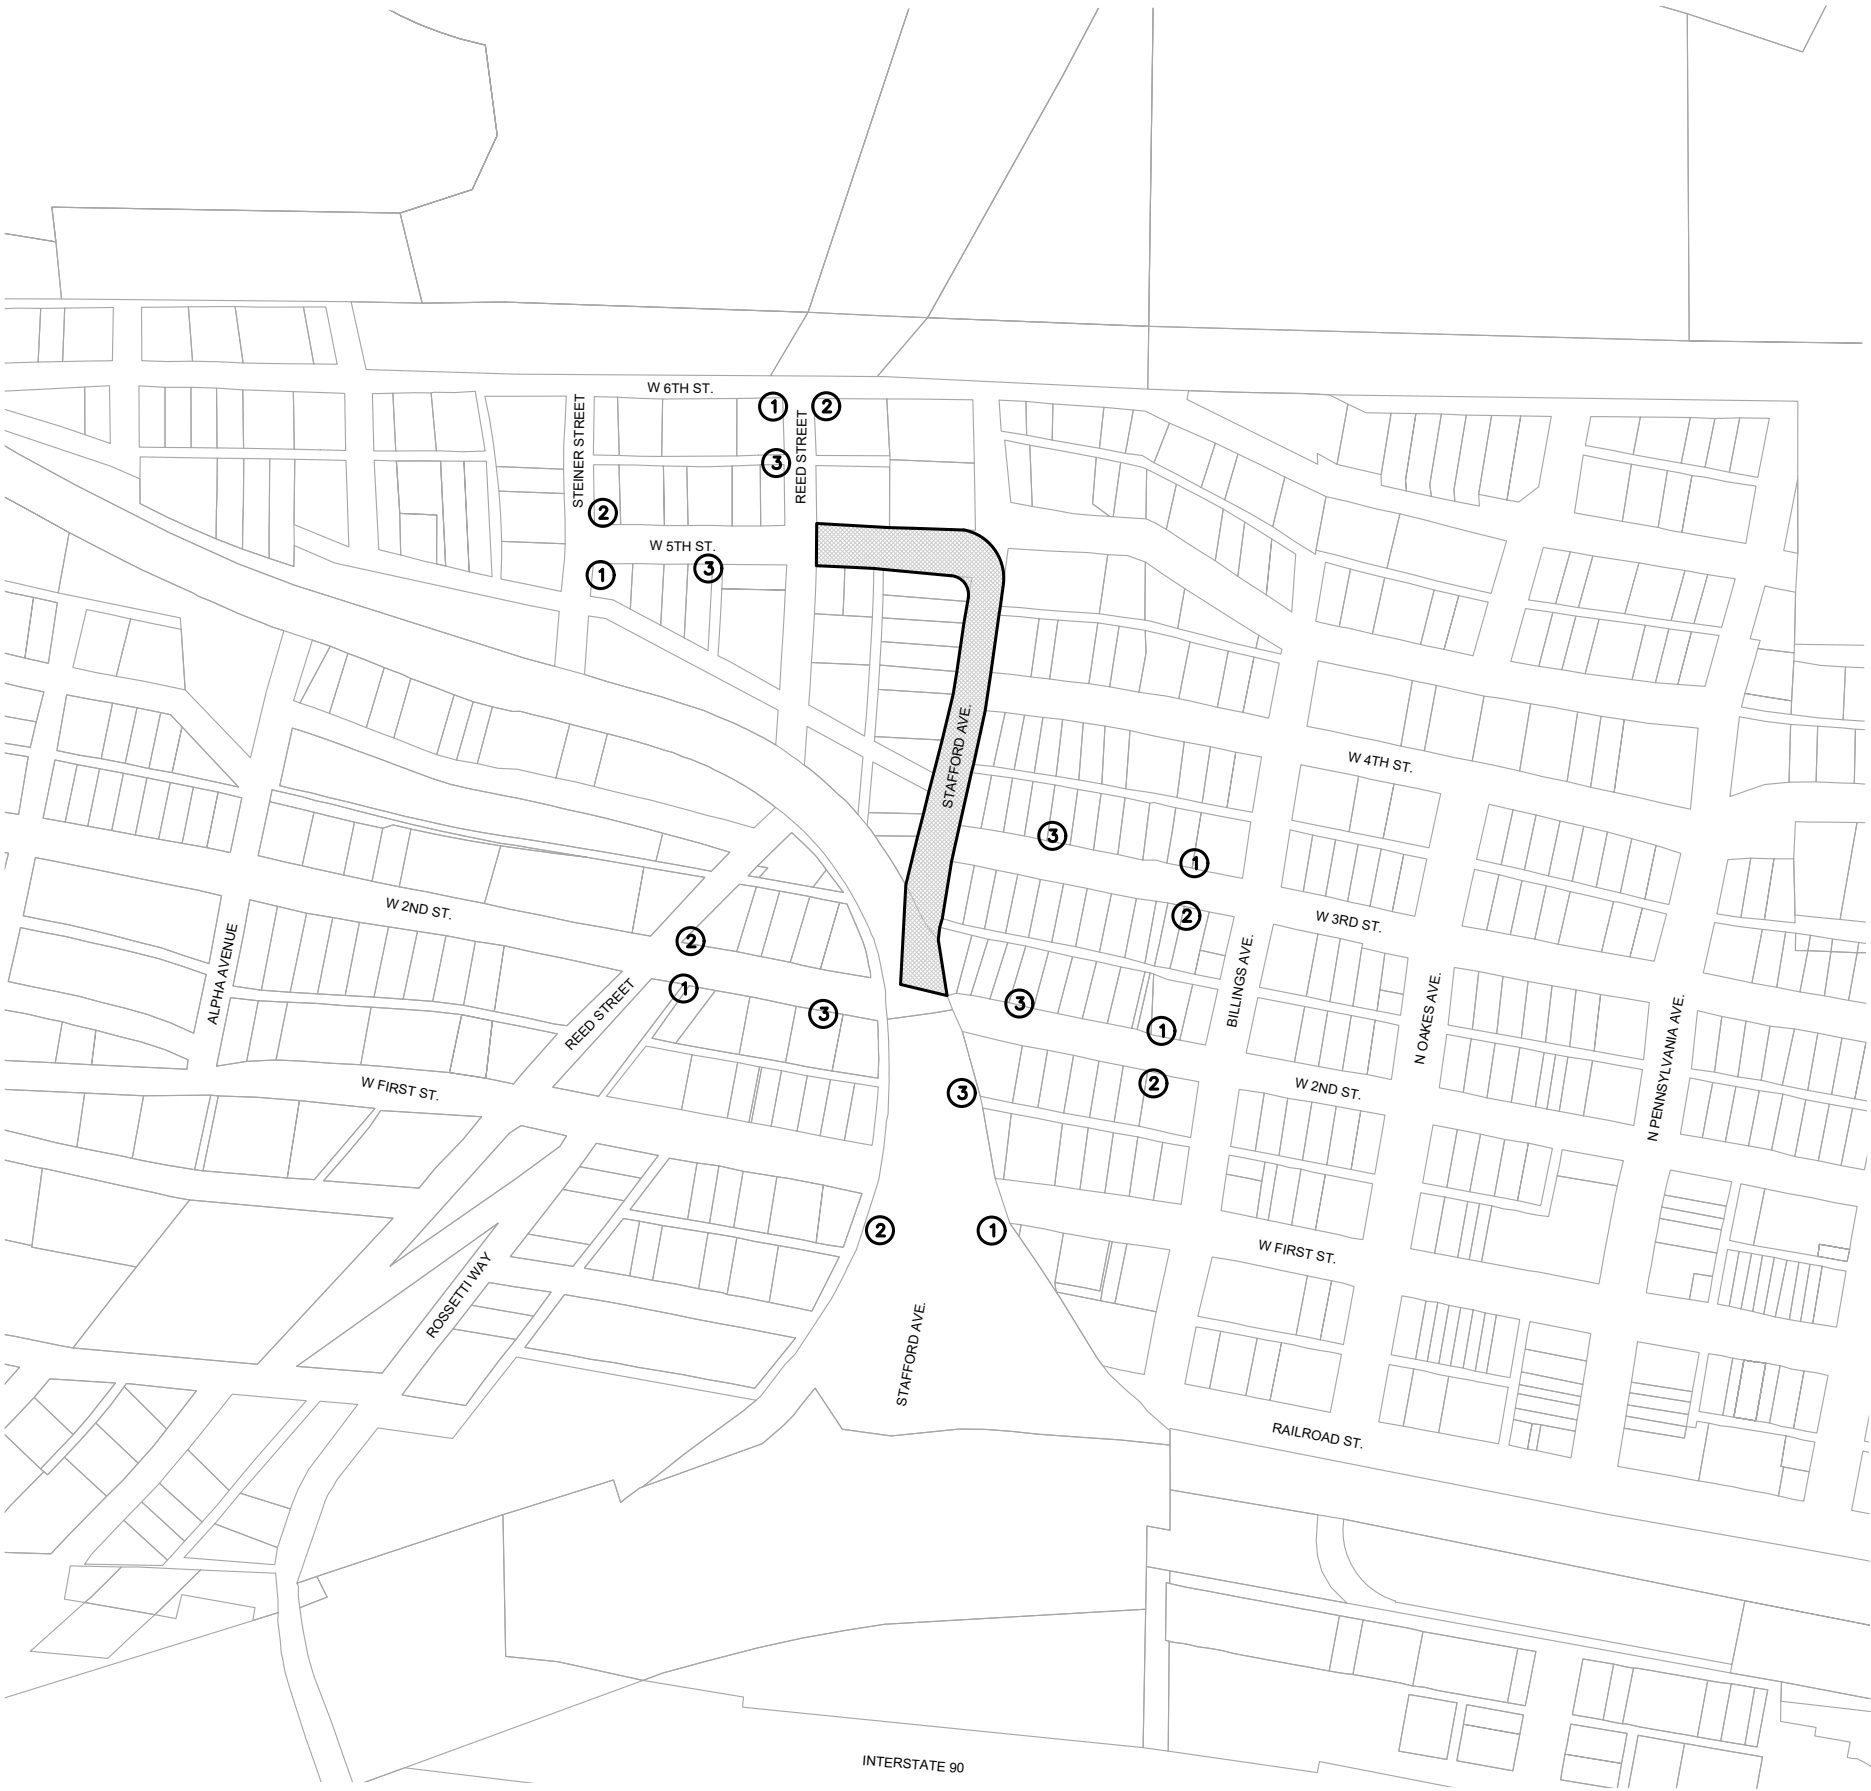 W 6TH ST.
1
2
STEINER STREET
REED STREET
3
2
W 5TH ST.
1
3
STAFFORD AVE.
W 4TH ST.
3
1
W 2ND ST.
2
W 3RD ST.
ALPHA AVENUE
2
BILLINGS AVE.
1
REED STREET
3
3
1
N OAKES AVE.
N PENNSYLVANIA AVE.
W FIRST ST.
3
2
W 2ND ST.
2
1
W FIRST ST.
ROSSETTI WAY
STAFFORD AVE.
RAILROAD ST.
INTERSTATE 90